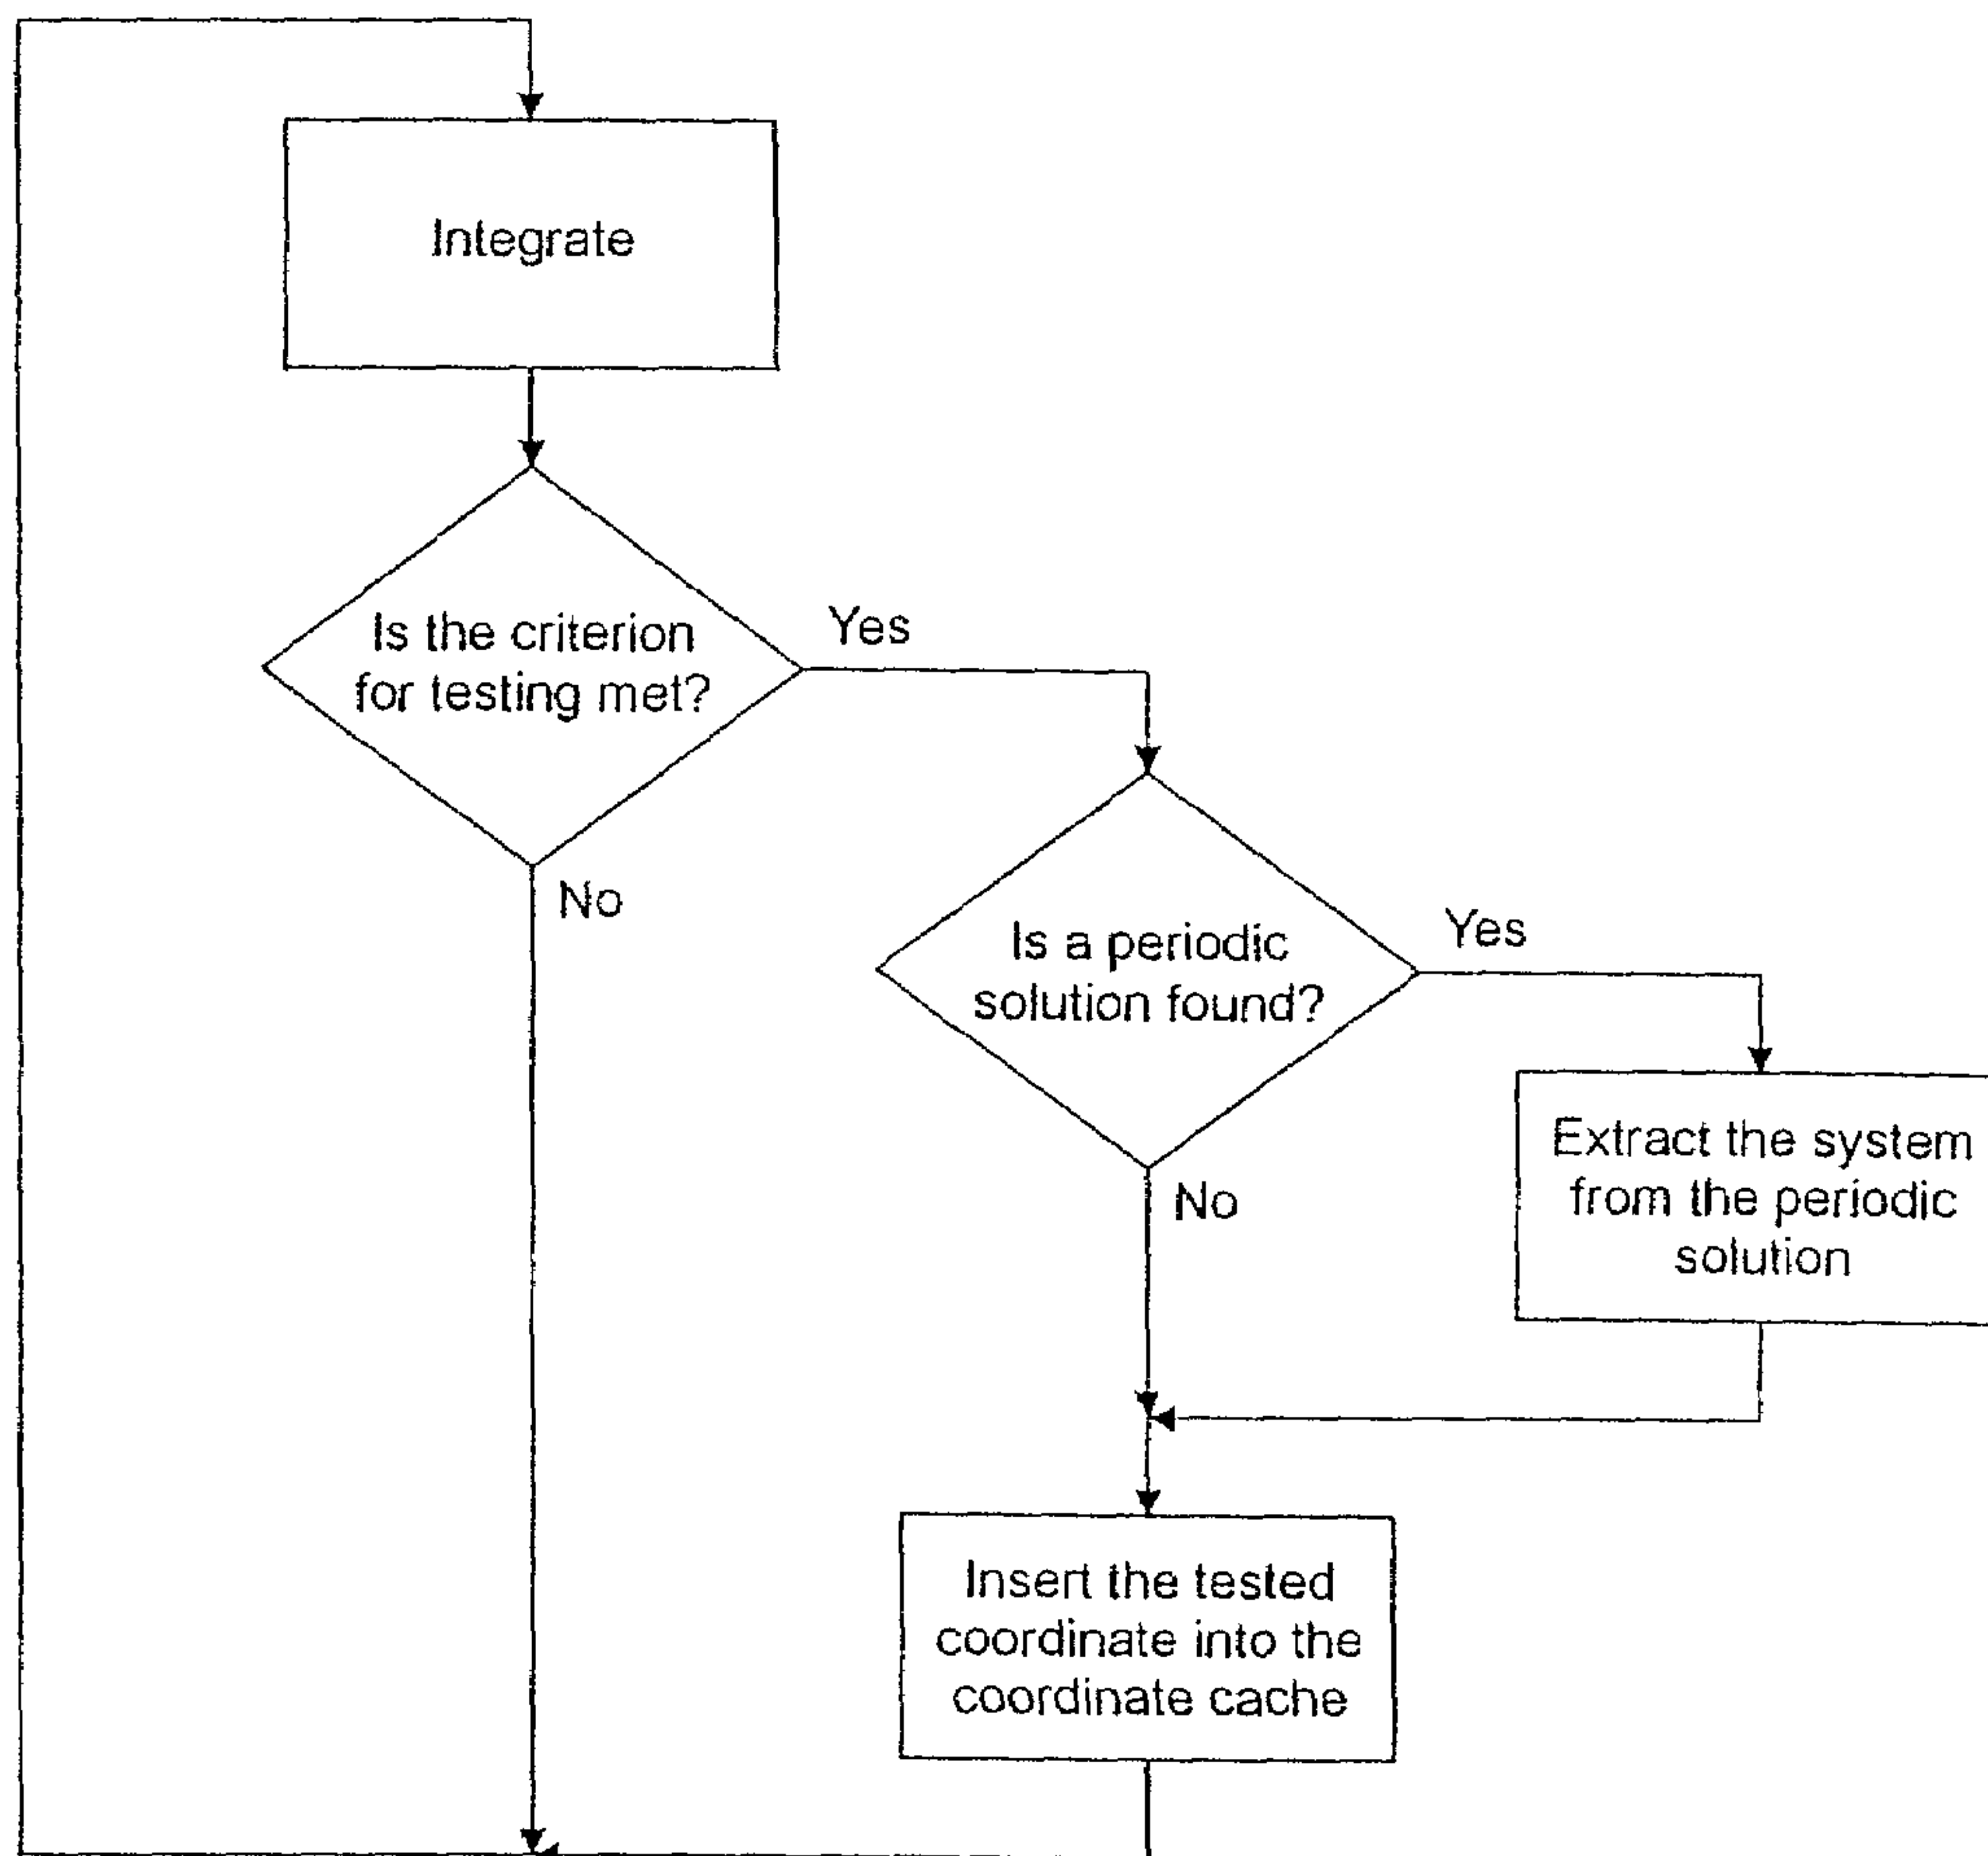 Integrate
Is the criterion
for testing met?
Yes
No
Is a periodic
solution found?
Yes
No
Extract the system
from the periodic
solution
Insert the tested
coordinate into the
coordinate cache